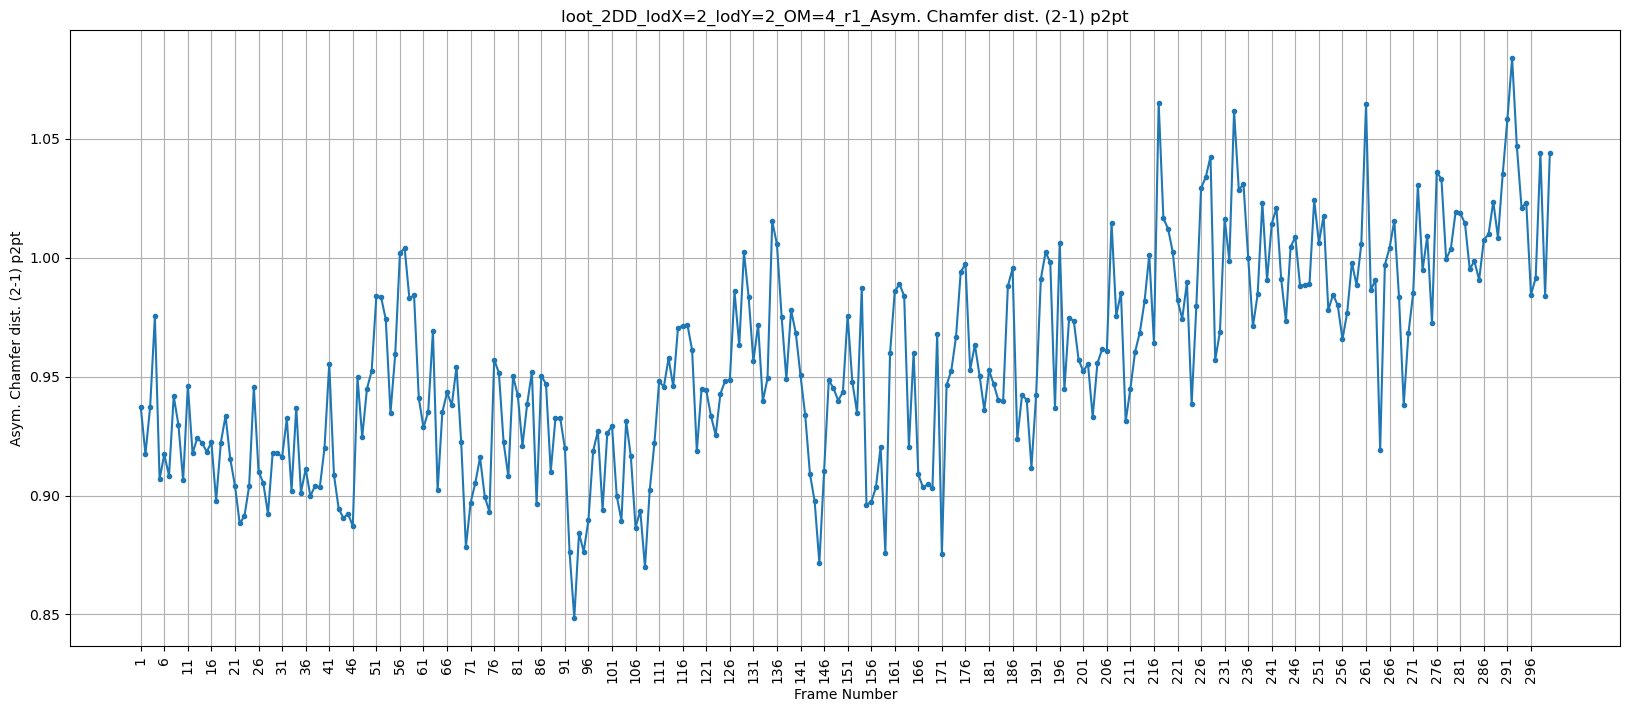 loot_2DD_lodX=2_lodY=2_OM=4_r1_Asym. Chamfer dist. (2-1) p2pt
Asym. Chamfer dist. (2-1) p2pt
1.05
1.00
0.95
0.90
0.85
1 6 11 16 21 26 31 36 41 46 51 56 61 66 71 76 81 86 91 96 101 106 111 116 121 126 131 136 141 146 151 156 161 166 171 176 181 186 191 196 201 206 211 216 221 226 231 236 241 246 251 256 261 266 271 276 281 286 291 296
Frame Number